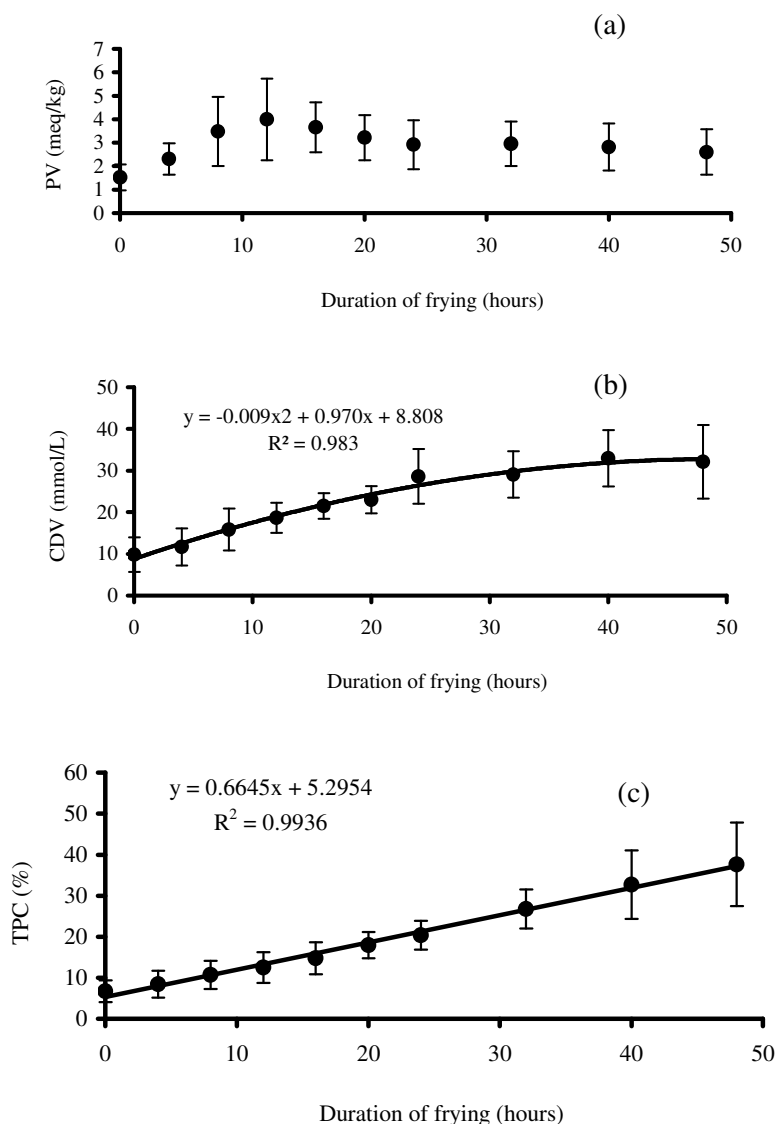 (a)
PV (meq/kg)
7
6
5
4
3
2
1
0
0 10 20 30 40 50
Duration of frying (hours)
(b)
CDV (mmol/L)
50
40
30
20
10
0
y = -0.009x2 + 0.970x + 8.808
R² = 0.983
0 10 20 30 40 50
Duration of frying (hours)
(c)
TPC (%)
60
50
40
30
20
10
0
y = 0.6645x + 5.2954
R² = 0.9936
0 10 20 30 40 50
Duration of frying (hours)